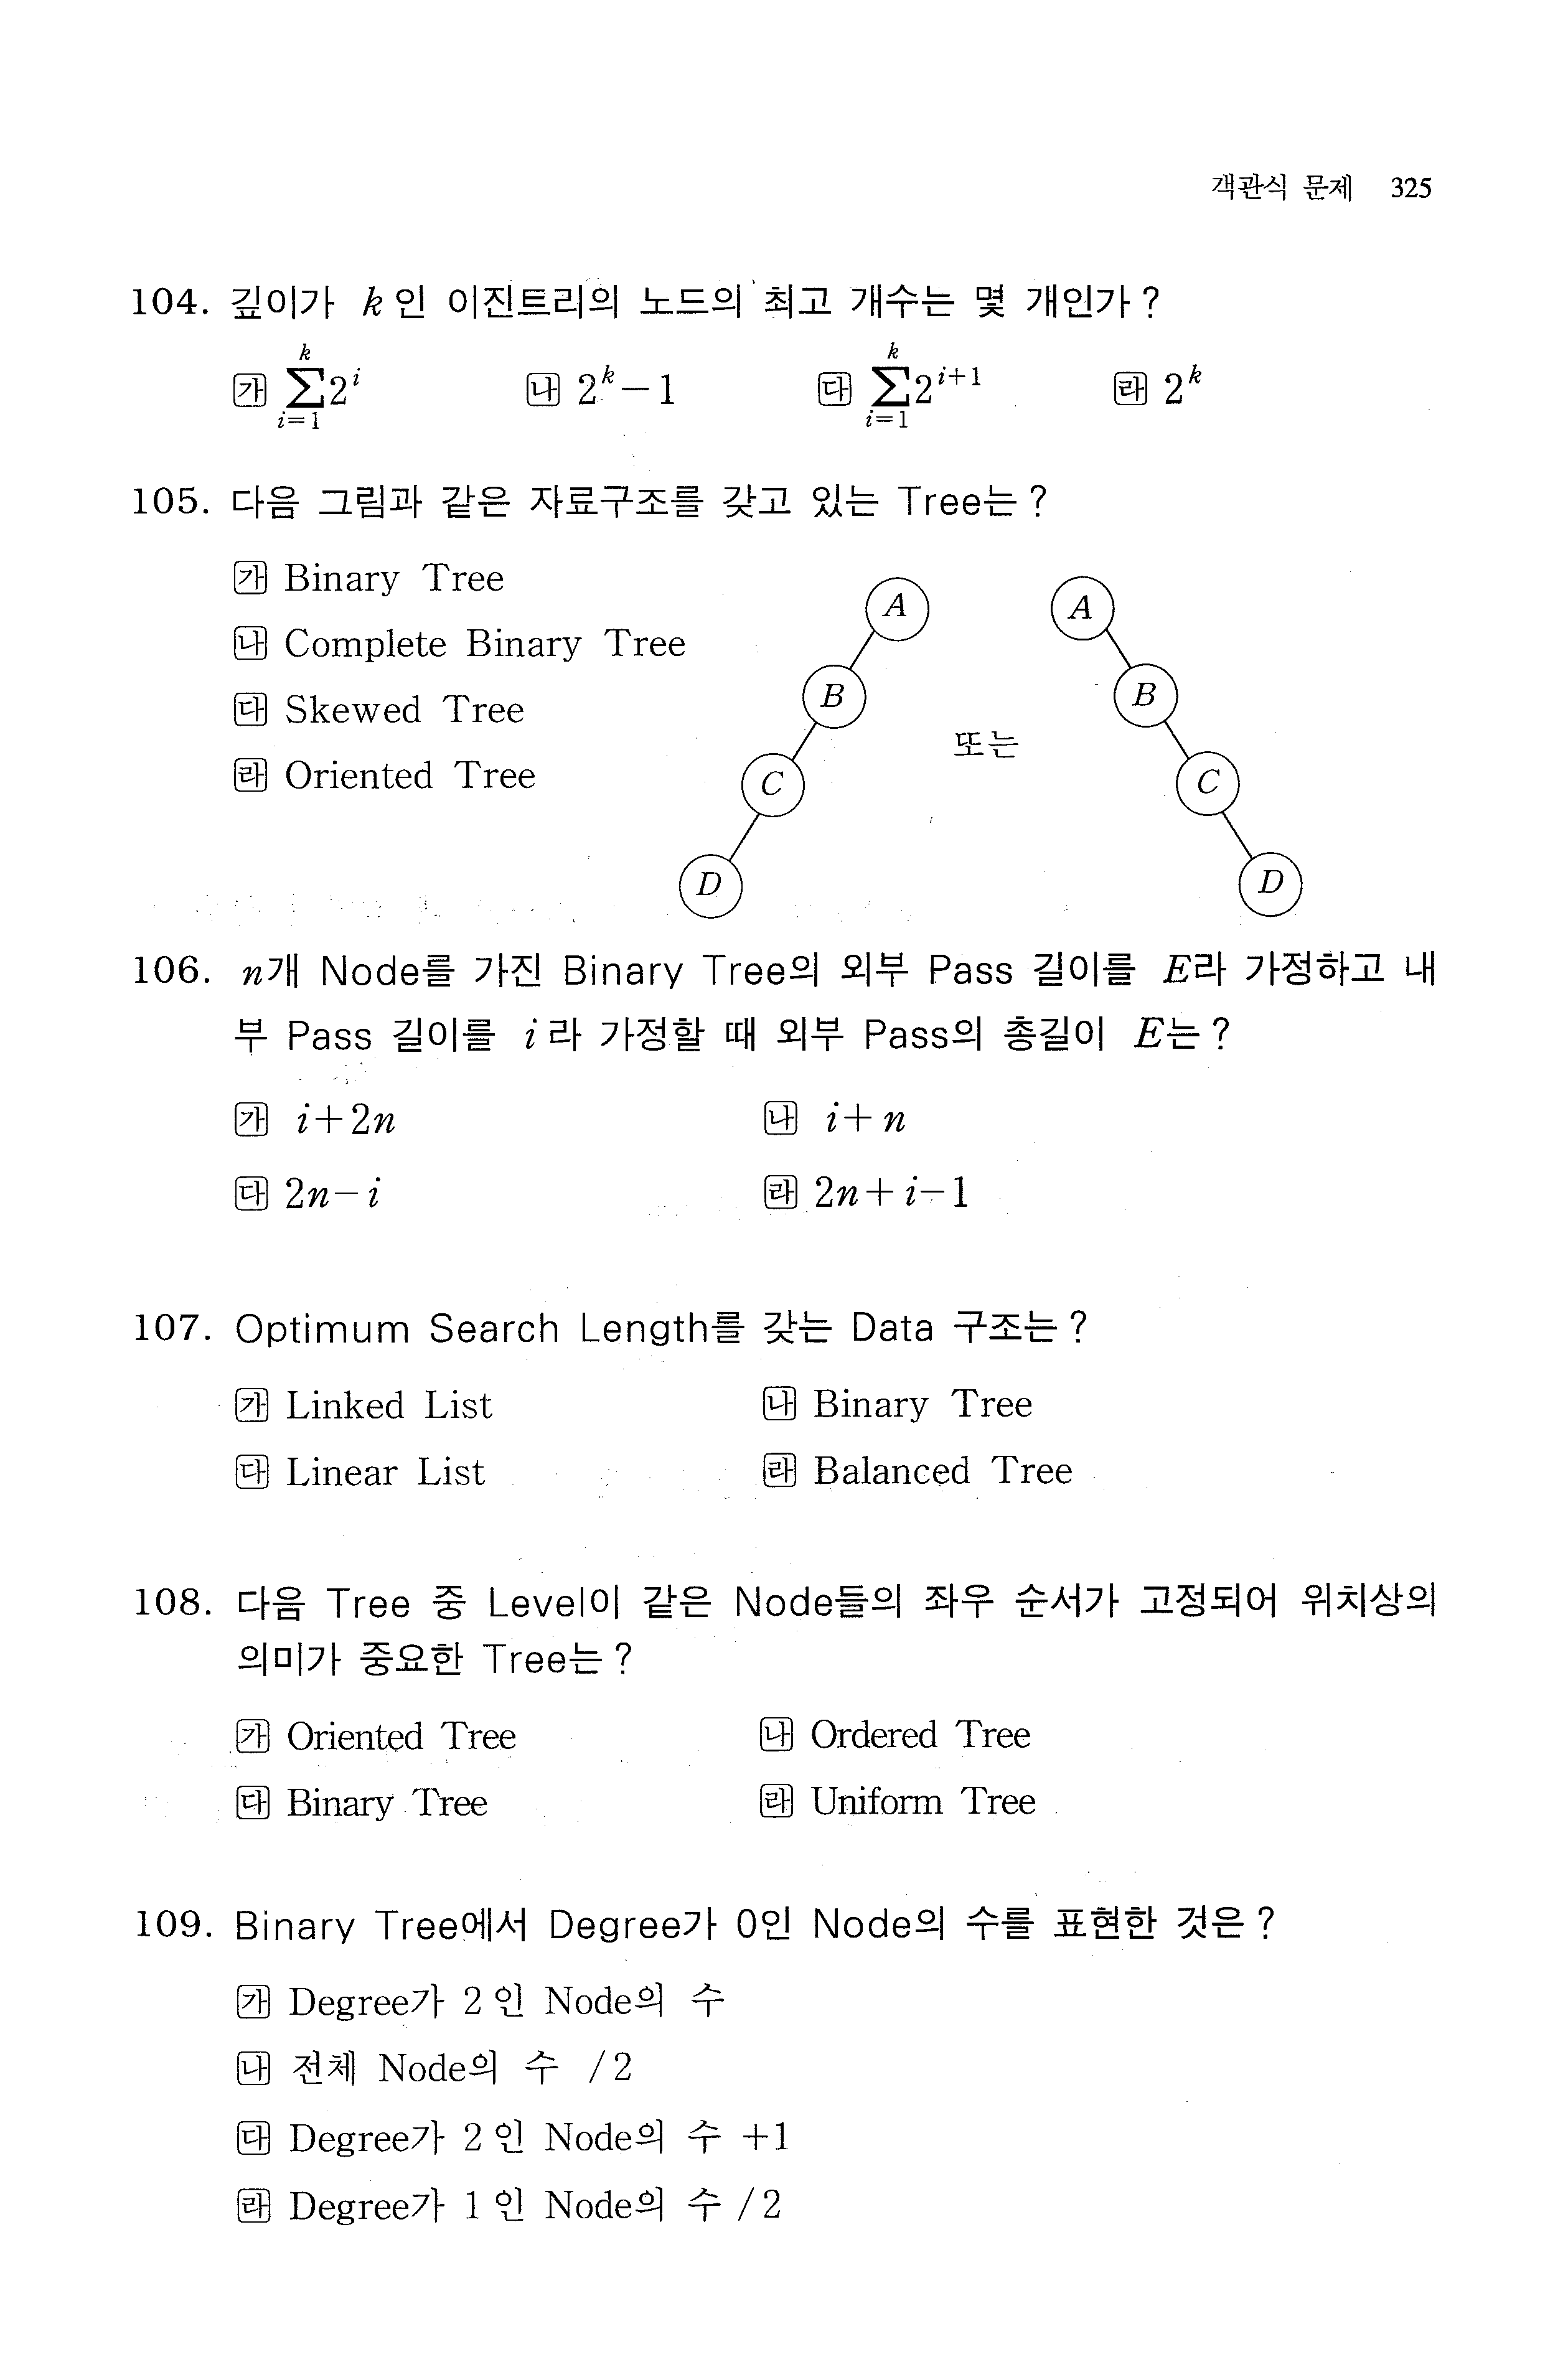 객관식 문제 325
104. 깊이가 k인 이진트리의 노드의 최고 개수는 몇 개인가?
㉮ $\sum_{i=1}^{k} 2^i$ ㉯ $2^k-1$ ㉰ $\sum_{i=1}^{k} 2^{i+1}$ ㉱ $2^k$
105. 다음 그림과 같은 자료구조를 갖고 있는 Tree는?
㉮ Binary Tree
㉯ Complete Binary Tree
㉰ Skewed Tree
㉱ Oriented Tree
A
B
C
D
또는
A
B
C
D
106. n개 Node를 가진 Binary Tree의 외부 Pass 길이를 E라 가정하고 내
부 Pass 길이를 i라 가정할 때 외부 Pass의 총길이 E는?
㉮ i+2n ㉯ i+n
㉰ 2n-i ㉱ 2n+i-1
107. Optimum Search Length를 갖는 Data 구조는?
㉮ Linked List ㉯ Binary Tree
㉰ Linear List ㉱ Balanced Tree
108. 다음 Tree 중 Level이 같은 Node들의 좌우 순서가 고정되어 위치상의
의미가 중요한 Tree는?
㉮ Oriented Tree ㉯ Ordered Tree
㉰ Binary Tree ㉱ Uniform Tree
109. Binary Tree에서 Degree가 0인 Node의 수를 표현한 것은?
㉮ Degree가 2인 Node의 수
㉯ 전체 Node의 수 /2
㉰ Degree가 2인 Node의 수 +1
㉱ Degree가 1인 Node의 수 /2